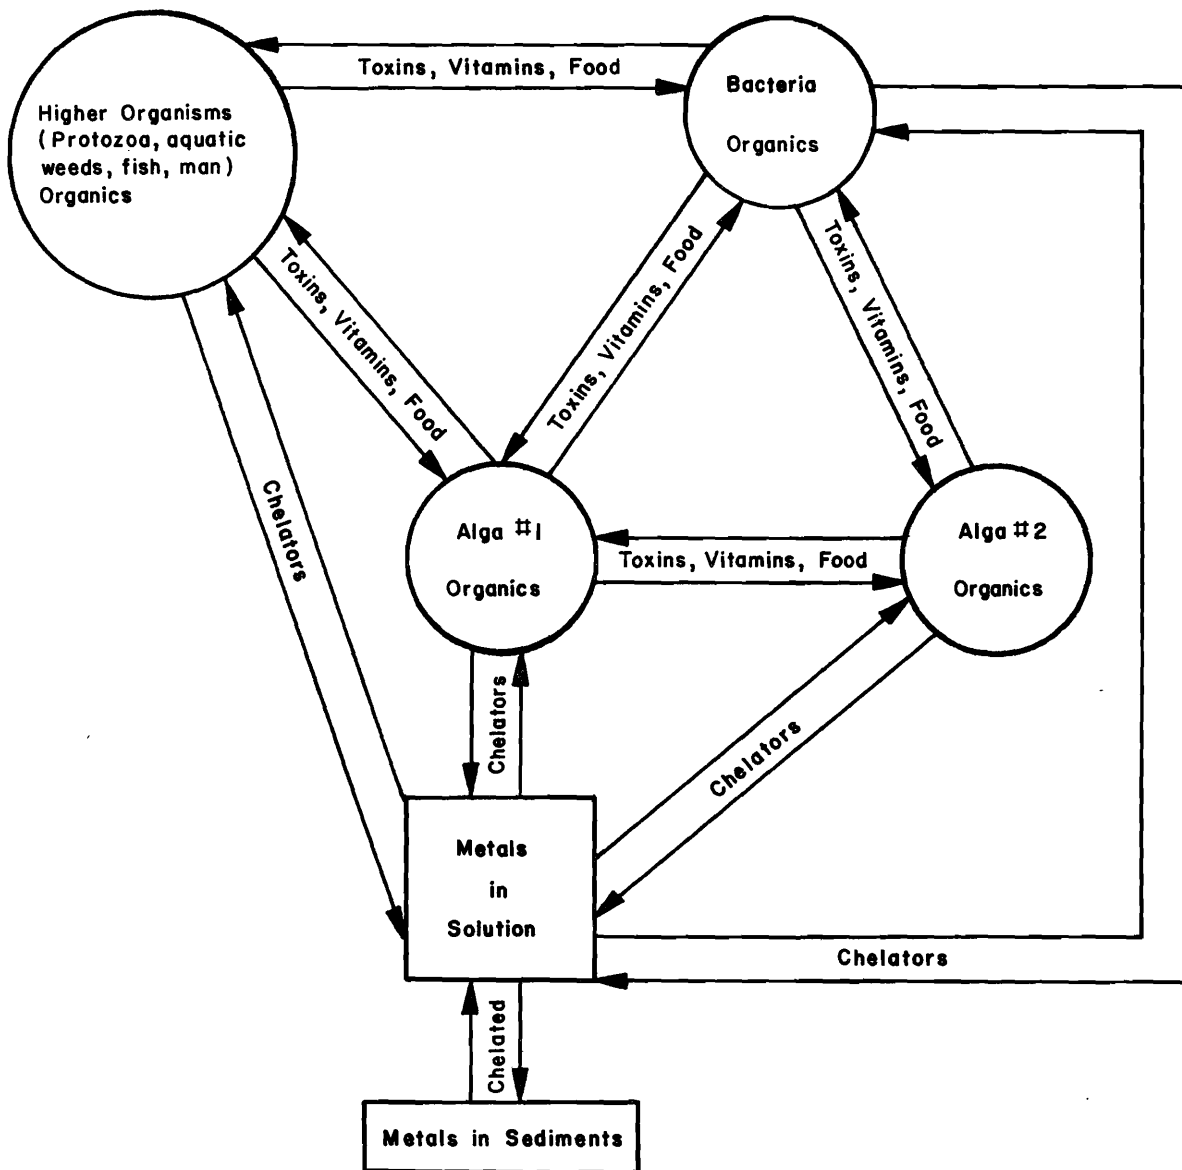 Toxins, Vitamins, Food
Bacteria
Organics
Higher Organisms
(Protozoa, aquatic
weeds, fish, man)
Organics
Toxins, Vitamins, Food
Toxins, Vitamins, Food
Toxins, Vitamins, Food
Alga #1
Organics
Toxins, Vitamins, Food
Alga #2
Organics
Chelators
Chelators
Chelators
Metals
in
Solution
Chelators
Chelated
Metals in Sediments